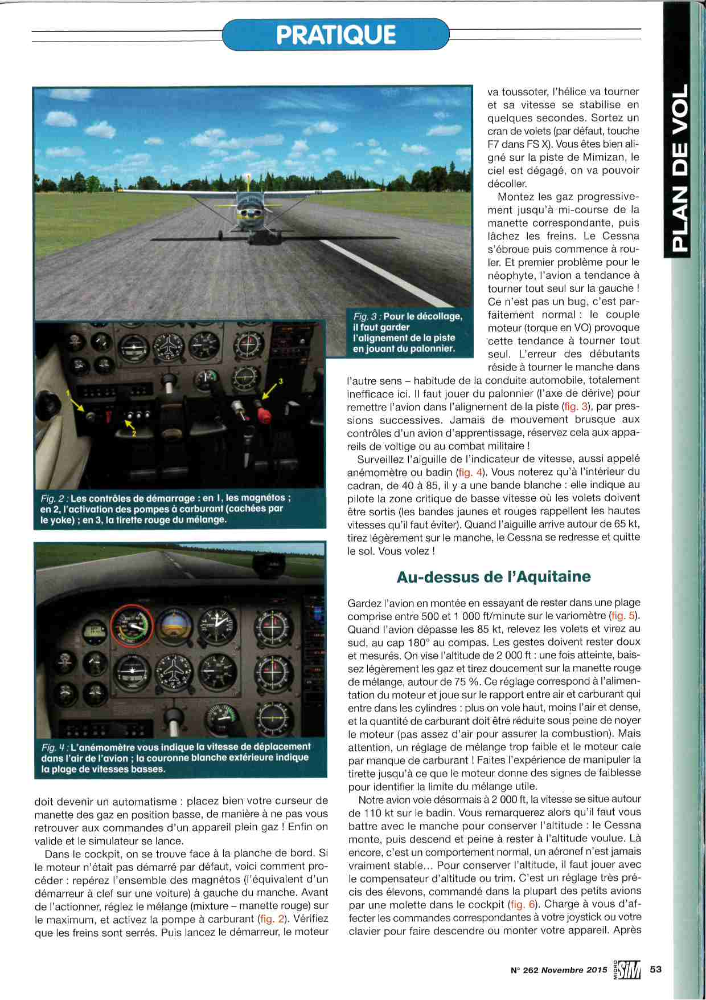 PRATIQUE
PLAN DE VOL
Fig. 3 : Pour le décollage,
il faut garder
l'alignement de la piste
en jouant du palonnier.
1
2
3
Fig. 2 : Les contrôles de démarrage : en 1, les magnétos ;
en 2, l'activation des pompes à carburant (cachées par
le yoke) ; en 3, la tirette rouge du mélange.
Fig. 4 : L'anémomètre vous indique la vitesse de déplacement
dans l'air de l'avion ; la couronne blanche extérieure indique
la plage de vitesses basses.
doit devenir un automatisme : placez bien votre curseur de
manette des gaz en position basse, de manière à ne pas vous
retrouver aux commandes d'un appareil plein gaz ! Enfin on
valide et le simulateur se lance.
Dans le cockpit, on se trouve face à la planche de bord. Si
le moteur n'était pas démarré par défaut, voici comment pro-
céder : repérez l'ensemble des magnétos (l'équivalent d'un
démarreur à clef sur une voiture) à gauche du manche. Avant
de l'actionner, réglez le mélange (mixture – manette rouge) sur
le maximum, et activez la pompe à carburant (fig. 2). Vérifiez
que les freins sont serrés. Puis lancez le démarreur, le moteur
va toussoter, l'hélice va tourner
et sa vitesse se stabilise en
quelques secondes. Sortez un
cran de volets (par défaut, touche
F7 dans FS X). Vous êtes bien ali-
gné sur la piste de Mimizan, le
ciel est dégagé, on va pouvoir
décoller.
Montez les gaz progressive-
ment jusqu'à mi-course de la
manette correspondante, puis
lâchez les freins. Le Cessna
s'ébroue puis commence à rou-
ler. Et premier problème pour le
néophyte, l'avion a tendance à
tourner tout seul sur la gauche !
Ce n'est pas un bug, c'est par-
faitement normal : le couple
moteur (torque en VO) provoque
cette tendance à tourner tout
seul. L'erreur des débutants
réside à tourner le manche dans
l'autre sens – habitude de la conduite automobile, totalement
inefficace ici. Il faut jouer du palonnier (l'axe de dérive) pour
remettre l'avion dans l'alignement de la piste (fig. 3), par pres-
sions successives. Jamais de mouvement brusque aux
contrôles d'un avion d'apprentissage, réservez cela aux appa-
reils de voltige ou au combat militaire !
Surveillez l'aiguille de l'indicateur de vitesse, aussi appelé
anémomètre ou badin (fig. 4). Vous noterez qu'à l'intérieur du
cadran, de 40 à 85, il y a une bande blanche : elle indique au
pilote la zone critique de basse vitesse où les volets doivent
être sortis (les bandes jaunes et rouges rappellent les hautes
vitesses qu'il faut éviter). Quand l'aiguille arrive autour de 65 kt,
tirez légèrement sur le manche, le Cessna se redresse et quitte
le sol. Vous volez !
Au-dessus de l'Aquitaine
Gardez l'avion en montée en essayant de rester dans une plage
comprise entre 500 et 1 000 ft/minute sur le variomètre (fig. 5).
Quand l'avion dépasse les 85 kt, relevez les volets et virez au
sud, au cap 180° au compas. Les gestes doivent rester doux
et mesurés. On vise l'altitude de 2 000 ft : une fois atteinte, bais-
sez légèrement les gaz et tirez doucement sur la manette rouge
de mélange, autour de 75 %. Ce réglage correspond à l'alimen-
tation du moteur et joue sur le rapport entre air et carburant qui
entre dans les cylindres : plus on vole haut, moins l'air et dense,
et la quantité de carburant doit être réduite sous peine de noyer
le moteur (pas assez d'air pour assurer la combustion). Mais
attention, un réglage de mélange trop faible et le moteur cale
par manque de carburant ! Faites l'expérience de manipuler la
tirette jusqu'à ce que le moteur donne des signes de faiblesse
pour identifier la limite du mélange utile.
Notre avion vole désormais à 2 000 ft, la vitesse se situe autour
de 110 kt sur le badin. Vous remarquerez alors qu'il faut vous
battre avec le manche pour conserver l'altitude : le Cessna
monte, puis descend et peine à rester à l'altitude voulue. Là
encore, c'est un comportement normal, un aéronef n'est jamais
vraiment stable... Pour conserver l'altitude, il faut jouer avec
le compensateur d'altitude ou trim. C'est un réglage très pré-
cis des élevons, commandé dans la plupart des petits avions
par une molette dans le cockpit (fig. 6). Charge à vous d'af-
fecter les commandes correspondantes à votre joystick ou votre
clavier pour faire descendre ou monter votre appareil. Après
N° 262 Novembre 2015 MICRO SiM 53